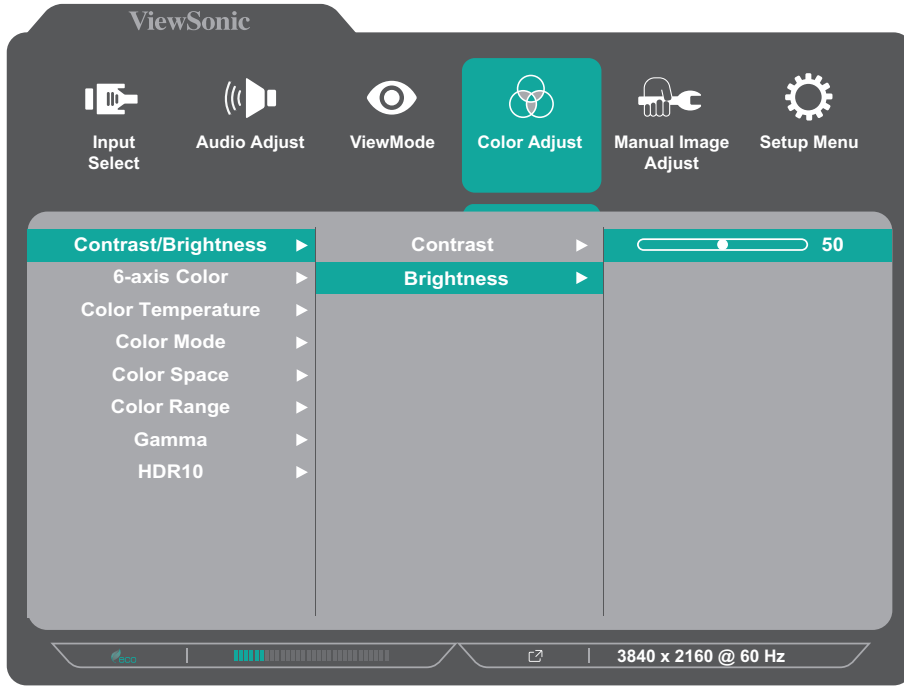 ViewSonic
Input Select
Audio Adjust
ViewMode
Color Adjust
Manual Image Adjust
Setup Menu
Contrast/Brightness
Contrast
50
6-axis Color
Brightness
Color Temperature
Color Mode
Color Space
Color Range
Gamma
HDR10
eco
3840 x 2160 @ 60 Hz